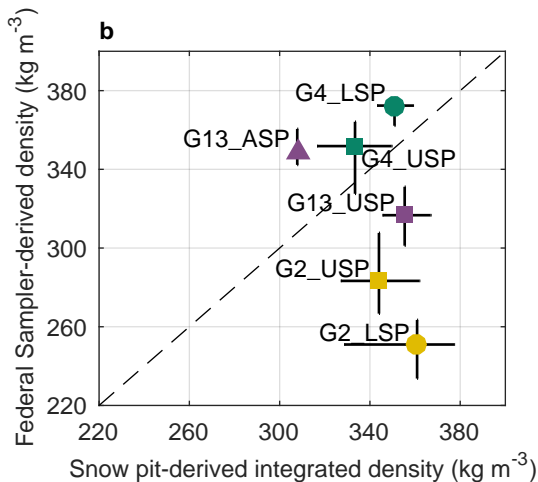 b
Federal Sampler-derived density (kg m-3)
380
340
300
260
220
G4_LSP
G13_ASP
G4_USP
G13_USP
G2_USP
G2_LSP
220
260
300
340
380
Snow pit-derived integrated density (kg m-3)